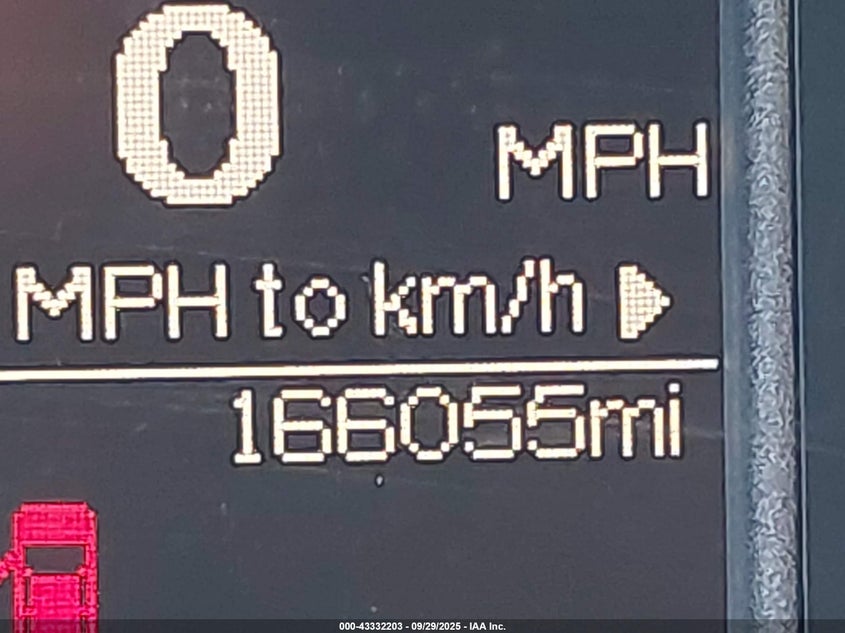 0
MPH
MPH to km/h
166055mi
000-43332203 - 09/29/2025 - IAA Inc.